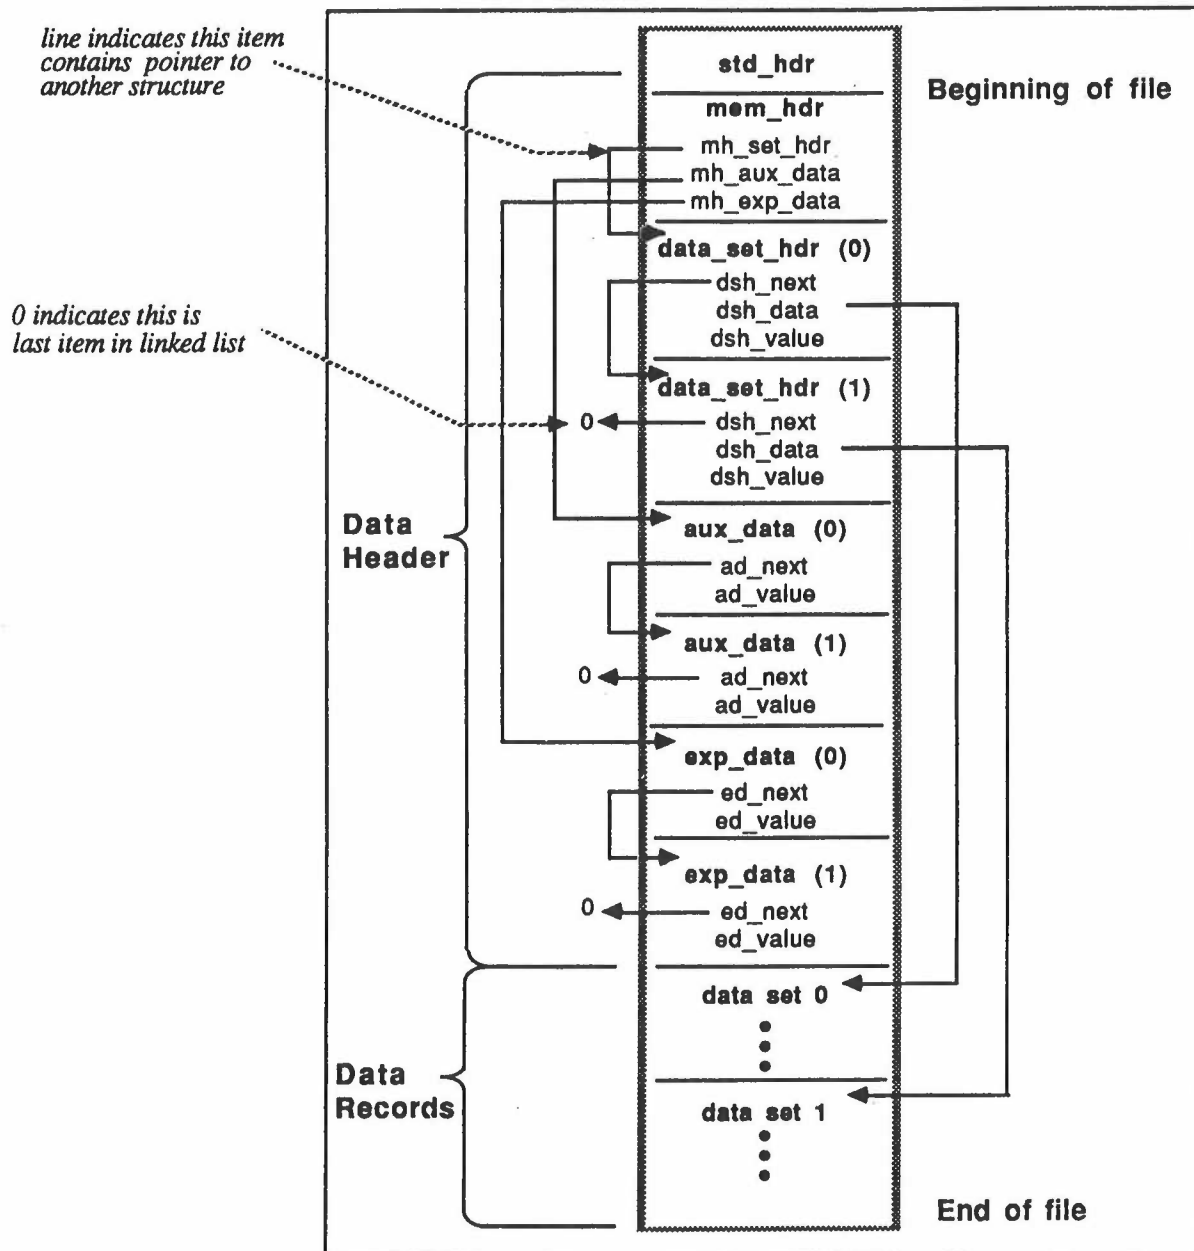 line indicates this item
contains pointer to
another structure
std_hdr
Beginning of file
mem_hdr
mh_set_hdr
mh_aux_data
mh_exp_data
data_set_hdr (0)
dsh_next
dsh_data
dsh_value
0 indicates this is
last item in linked list
data_set_hdr (1)
0
dsh_next
dsh_data
dsh_value
Data
Header
aux_data (0)
ad_next
ad_value
aux_data (1)
0
ad_next
ad_value
exp_data (0)
ed_next
ed_value
exp_data (1)
0
ed_next
ed_value
data set 0
Data
Records
data set 1
End of file